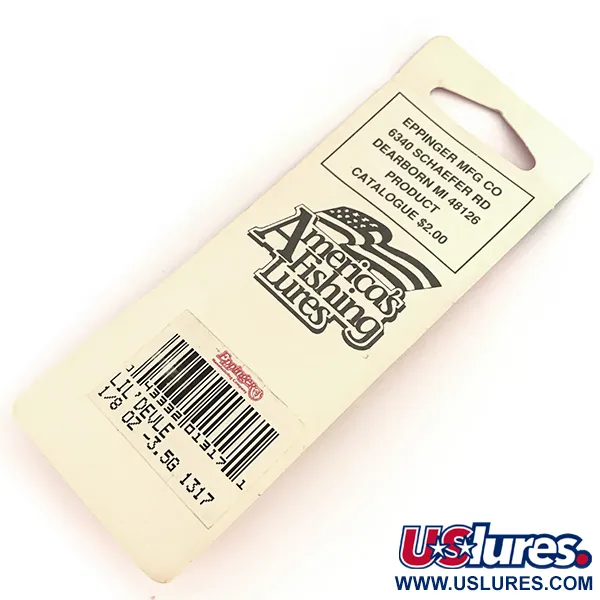 EPPINGER MFG CO
6340 SCHAEFER RD
DEARBORN MI 48126
PRODUCT
CATALOGUE $2.00
America's
Fishing
Lures
Eppinger
LIL'DEVLE
1/8 OZ -3.5G 1317
USlures.
WWW.USLURES.COM